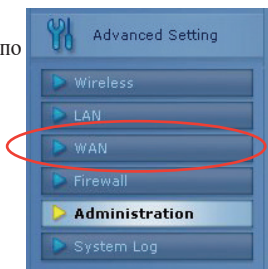 по
Advanced Setting
Wireless
LAN
WAN
Firewall
Administration
System Log